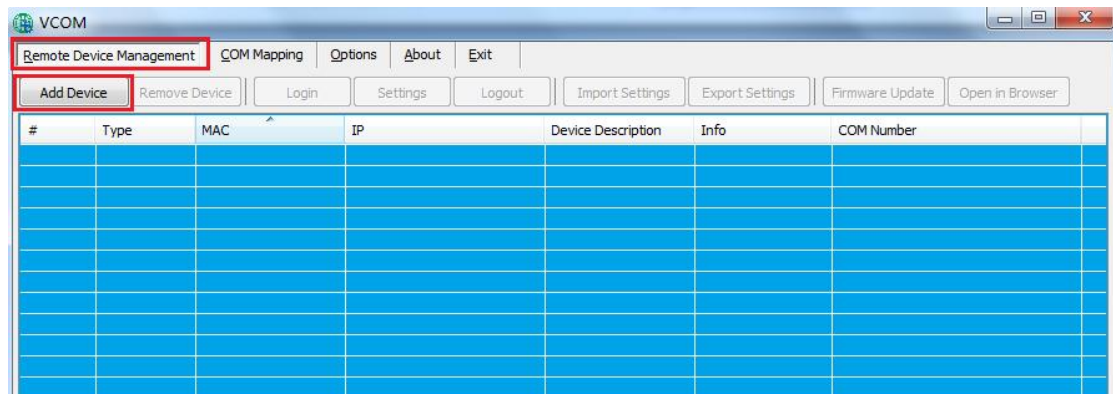 VCOM
Remote Device Management COM Mapping Options About Exit
Add Device Remove Device Login Settings Logout Import Settings Export Settings Firmware Update Open in Browser
# Type MAC IP Device Description Info COM Number